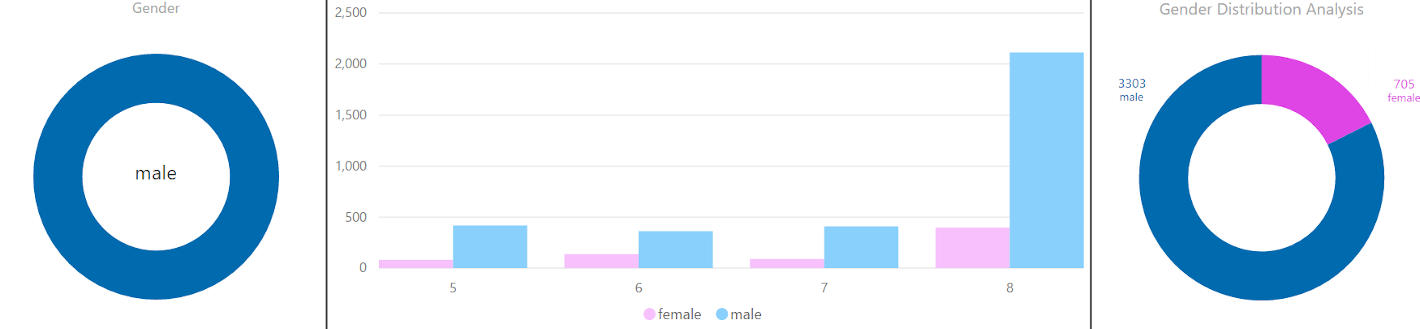 Gender
male
2,500
2,000
1,500
1,000
500
0
5 6 7 8
female male
Gender Distribution Analysis
3303
male
705
female